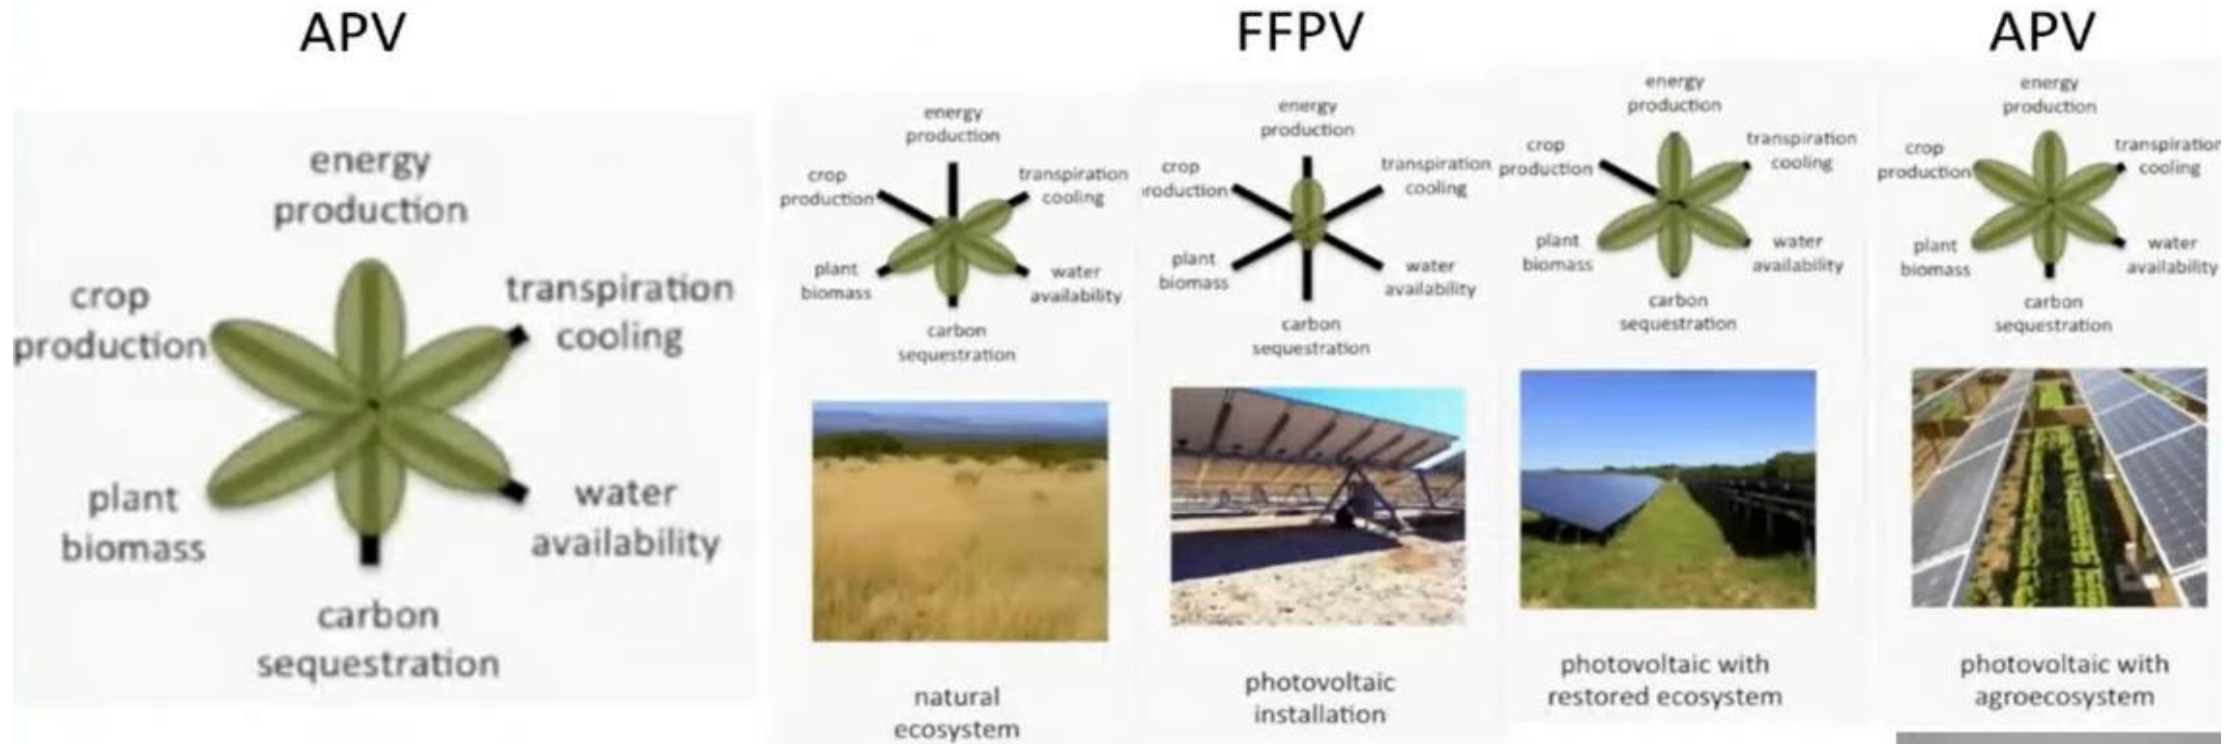 APV
energy
production
crop
production
transpiration
cooling
plant
biomass
water
availability
carbon
sequestration
energy
production
crop
production
transpiration
cooling
plant
biomass
water
availability
carbon
sequestration
natural
ecosystem
FFPV
energy
production
crop
roduction
transpiration
cooling
plant
biomass
water
availability
carbon
sequestration
photovoltaic
installation
energy
production
crop
production
transpiration
cooling
plant
biomass
water
availability
carbon
sequestration
photovoltaic with
restored ecosystem
APV
energy
production
crop
production
transpiration
cooling
plant
biomass
water
availability
carbon
sequestration
photovoltaic with
agroecosystem